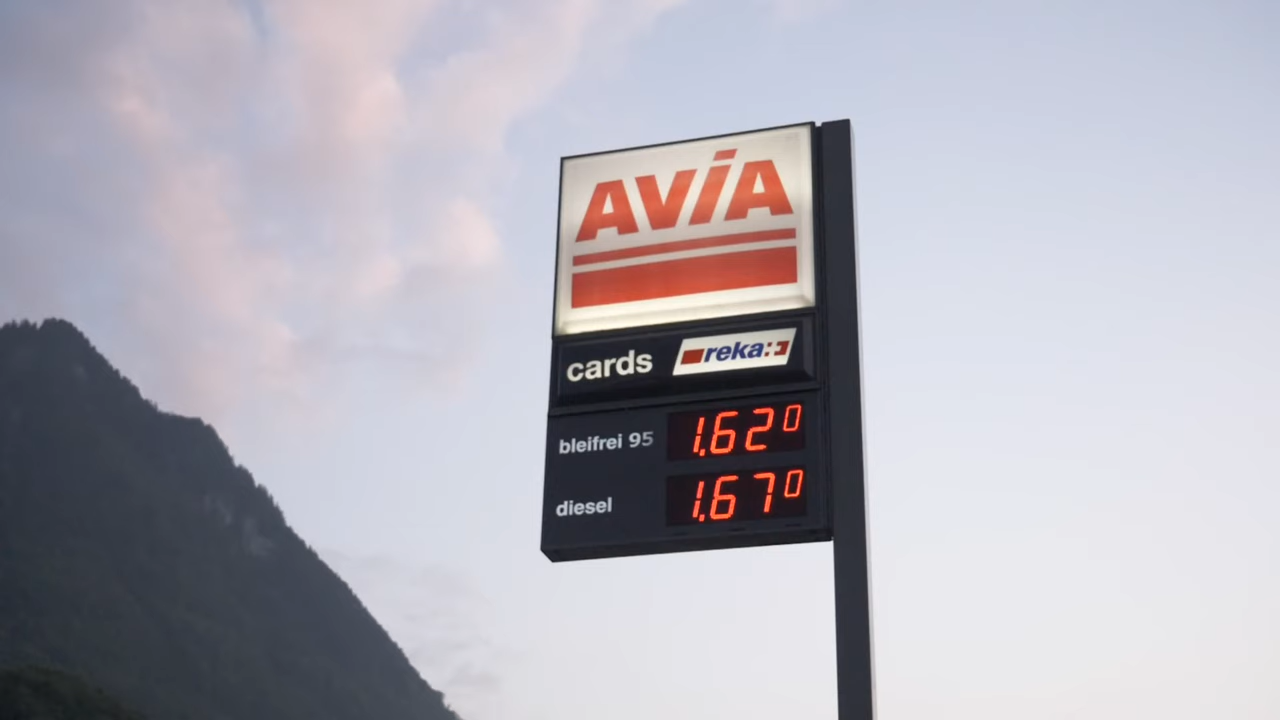 AVIA
cards reka:
bleifrei 95 1.62⁰
diesel 1.67⁰